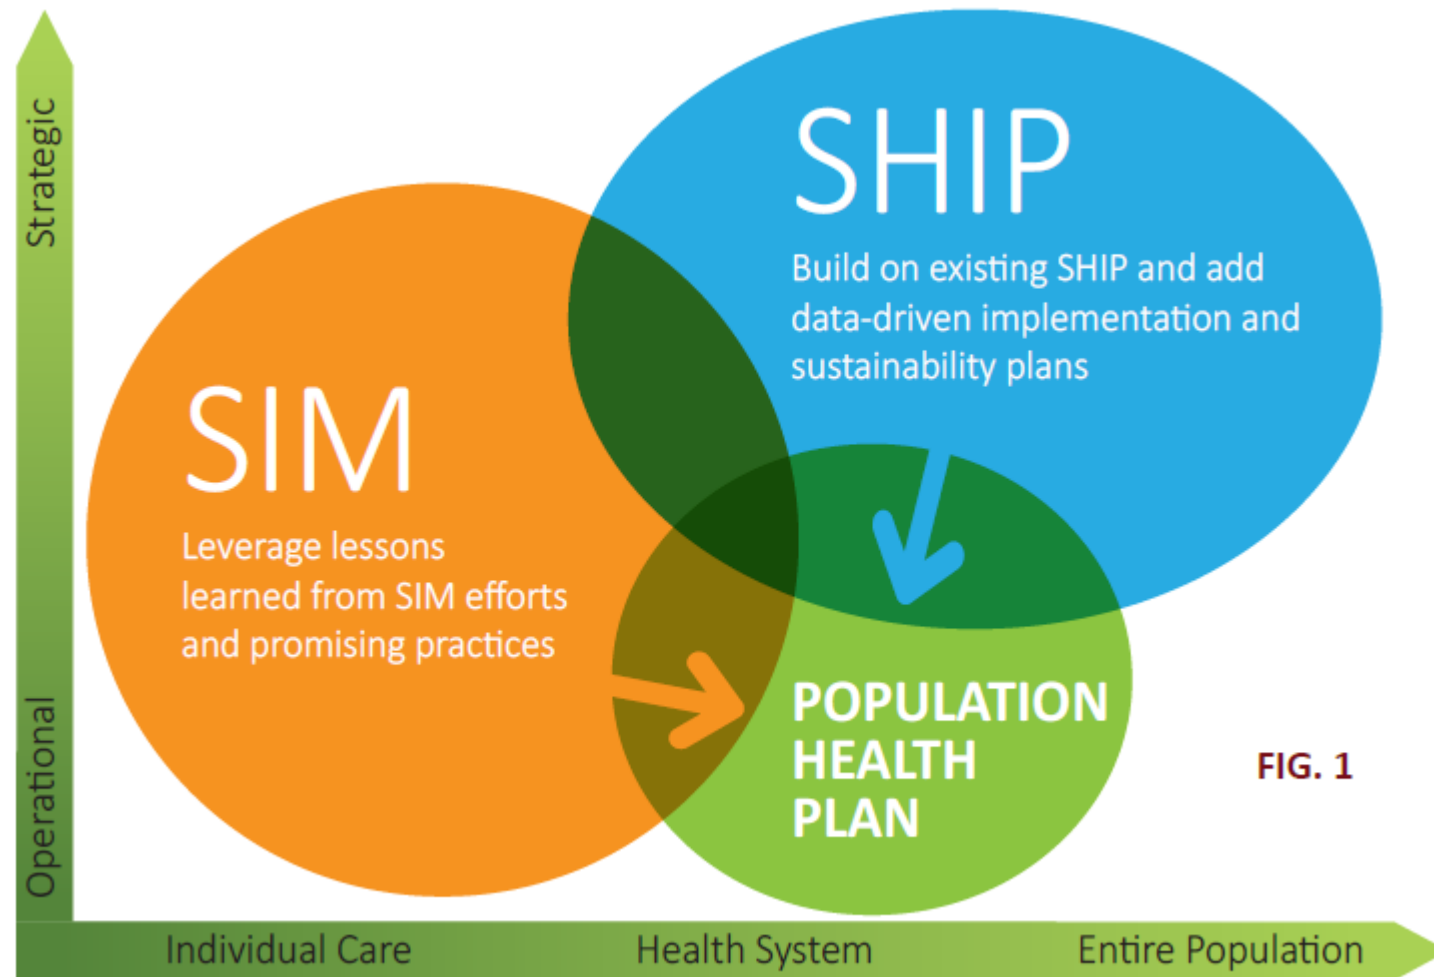 Strategic
SHIP
Build on existing SHIP and add
data-driven implementation and
sustainability plans
SIM
Leverage lessons
learned from SIM efforts
and promising practices
POPULATION
HEALTH
PLAN
FIG. 1
Operational
Individual Care
Health System
Entire Population